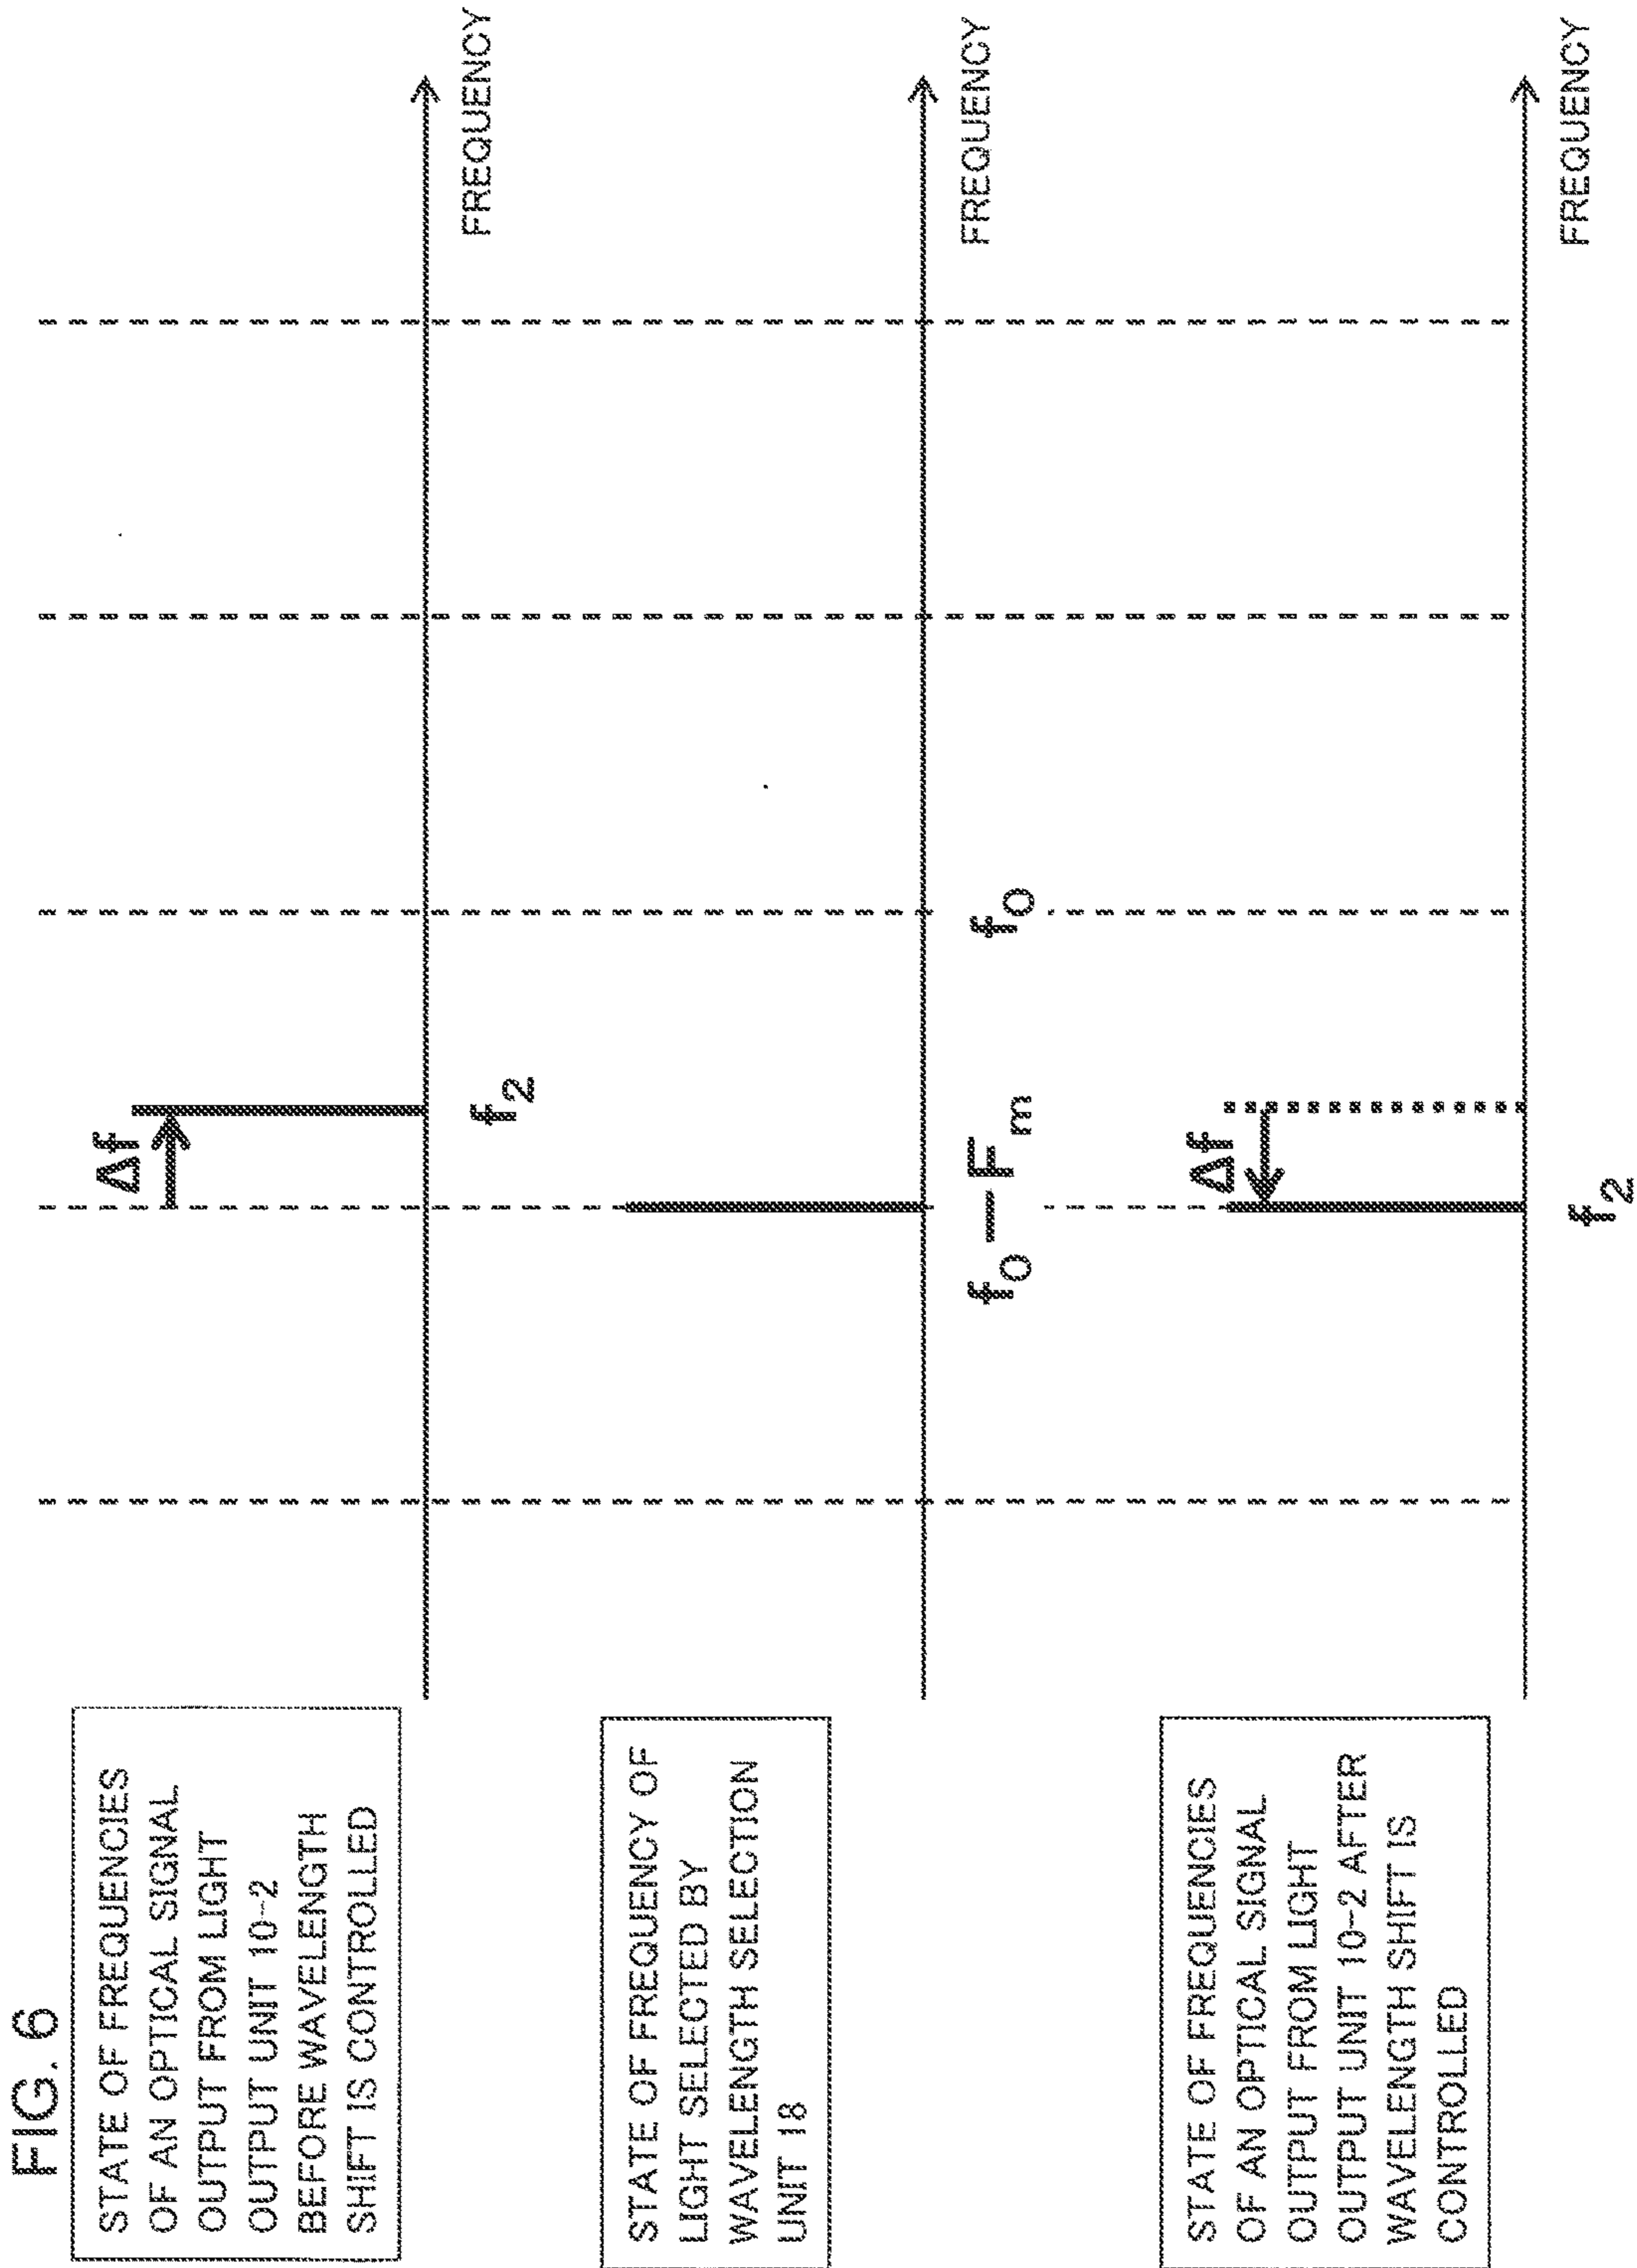 FIG. 6
STATE OF FREQUENCIES
OF AN OPTICAL SIGNAL
OUTPUT FROM LIGHT
OUTPUT UNIT 10-2
BEFORE WAVELENGTH
SHIFT IS CONTROLLED
Δf
f2
FREQUENCY
STATE OF FREQUENCY OF
LIGHT SELECTED BY
WAVELENGTH SELECTION
UNIT 18
f0—Fm
f0
FREQUENCY
STATE OF FREQUENCIES
OF AN OPTICAL SIGNAL
OUTPUT FROM LIGHT
OUTPUT UNIT 10-2 AFTER
WAVELENGTH SHIFT IS
CONTROLLED
Δf
f2
FREQUENCY